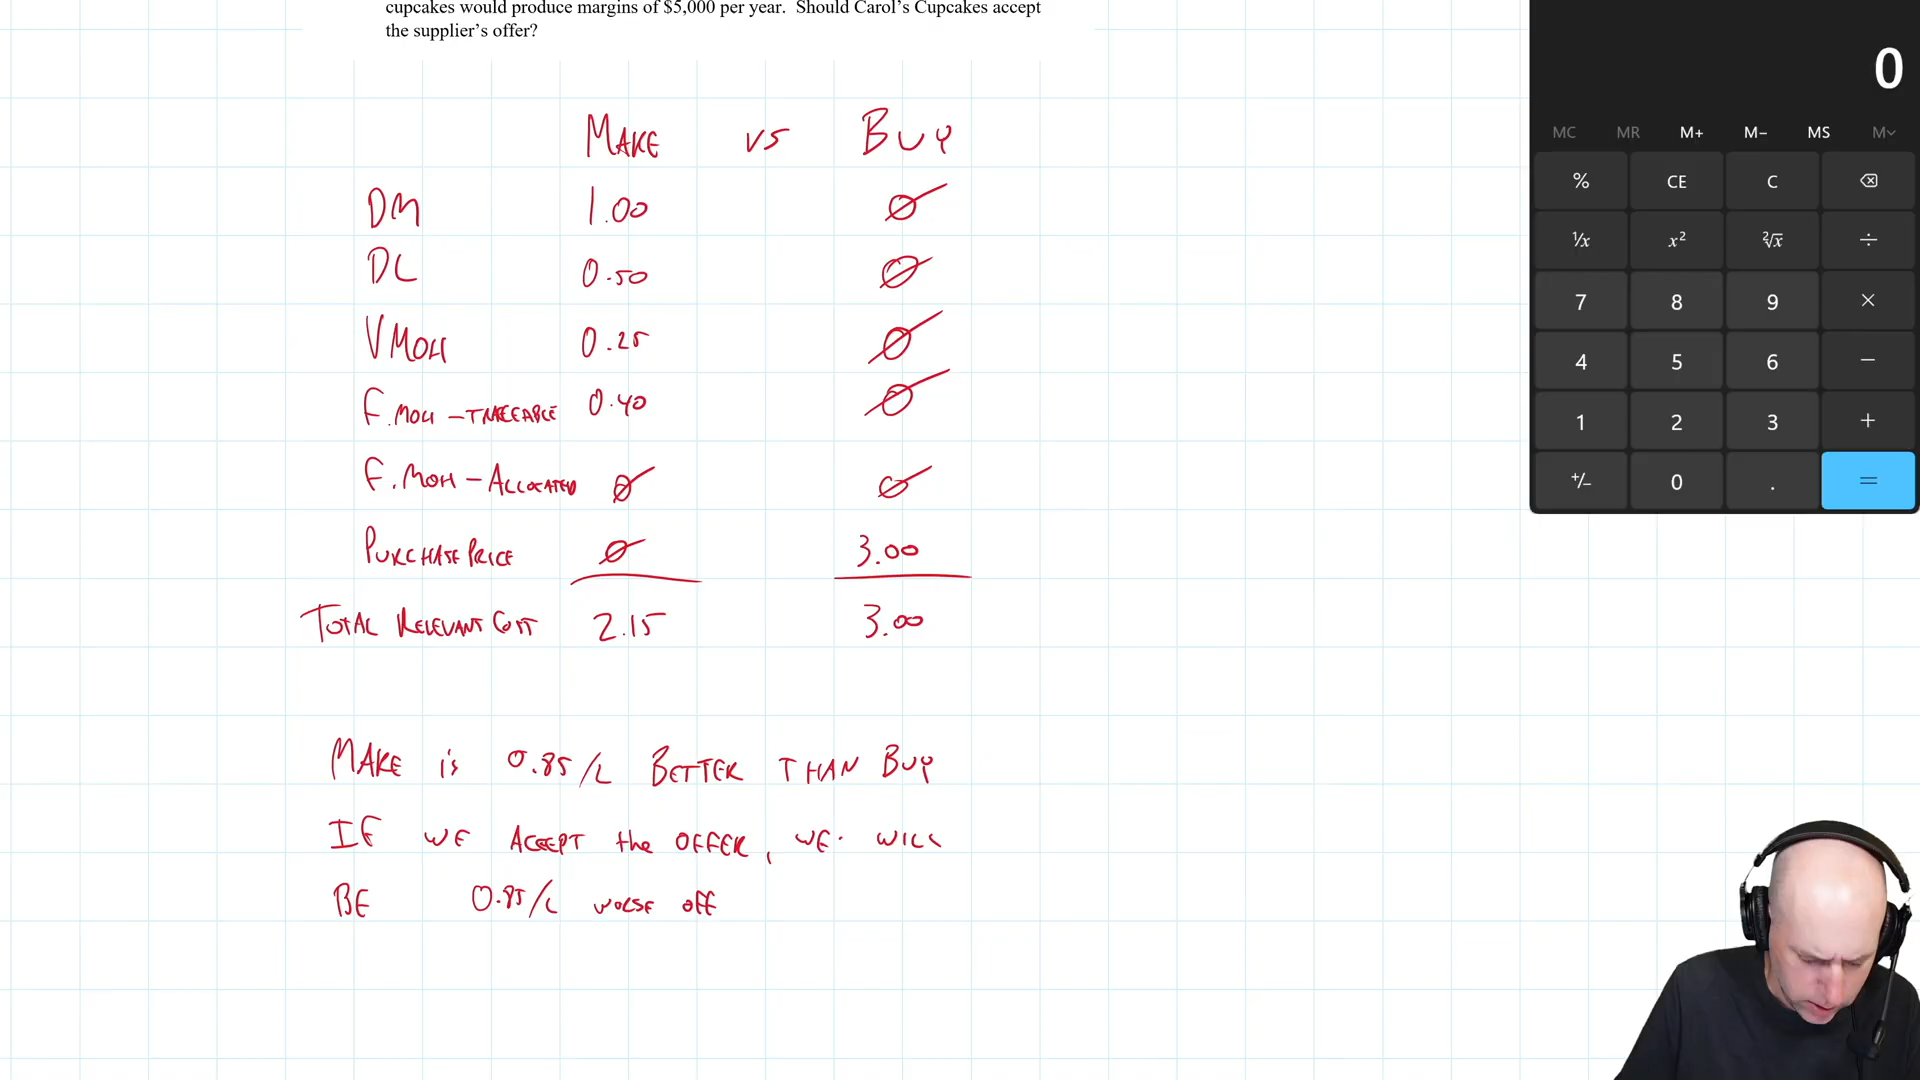 cupcakes would produce margins of $5,000 per year. Should Carol's Cupcakes accept
the supplier's offer?
MAKE VS BUY
DM 1.00 Ø
DL 0.50 Ø
VMOH 0.25 Ø
F.MOH - TRACEABLE 0.40 Ø
F.MOH - ALLOCATED Ø Ø
PURCHASE PRICE Ø 3.00
TOTAL RELEVANT COST 2.15 3.00
MAKE is 0.85/L BETTER THAN BUY
IF WE ACCEPT the OFFER, WE WILL
BE 0.85/L WORSE OFF
0
MC MR M+ M− MS M
% CE C
⅟x x² ²√x ÷
7 8 9 ×
4 5 6 −
1 2 3 +
+/− 0 . =